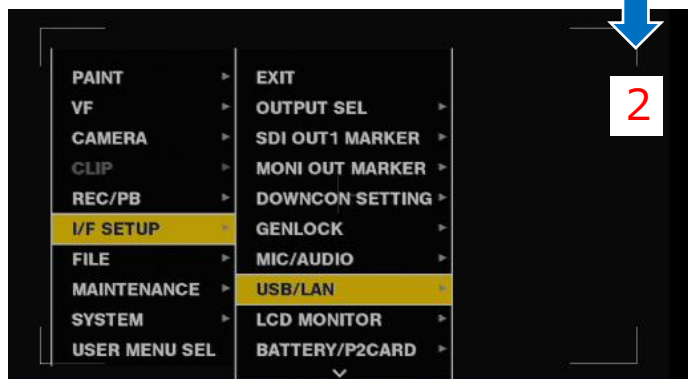 2
PAINT
VF
CAMERA
CLIP
REC/PB
I/F SETUP
FILE
MAINTENANCE
SYSTEM
USER MENU SEL
EXIT
OUTPUT SEL
SDI OUT1 MARKER
MONI OUT MARKER
DOWNCON SETTING
GENLOCK
MIC/AUDIO
USB/LAN
LCD MONITOR
BATTERY/P2CARD